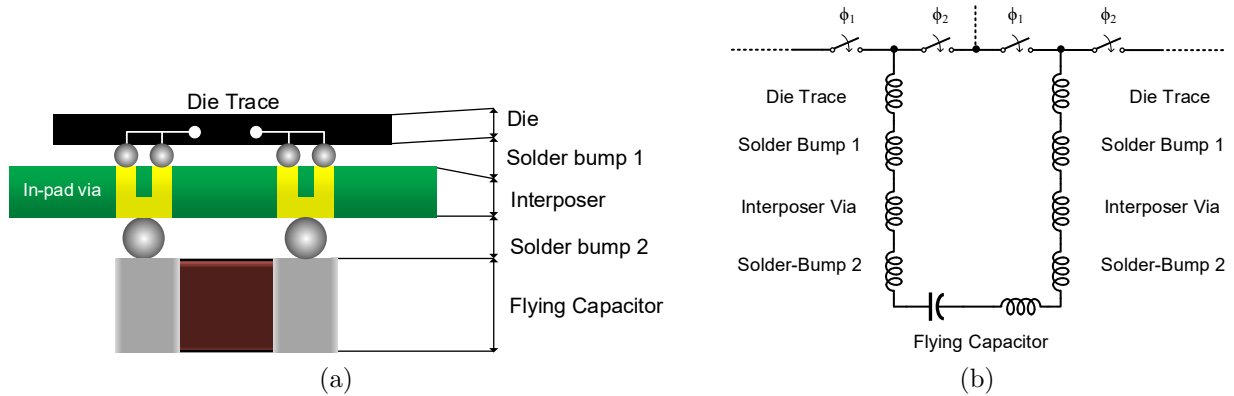 Die Trace
Die
Solder bump 1
In-pad via
Interposer
Solder bump 2
Flying Capacitor
(a)
ϕ1 ϕ2 ϕ1 ϕ2
Die Trace Die Trace
Solder Bump 1 Solder Bump 1
Interposer Via Interposer Via
Solder-Bump 2 Solder-Bump 2
Flying Capacitor
(b)